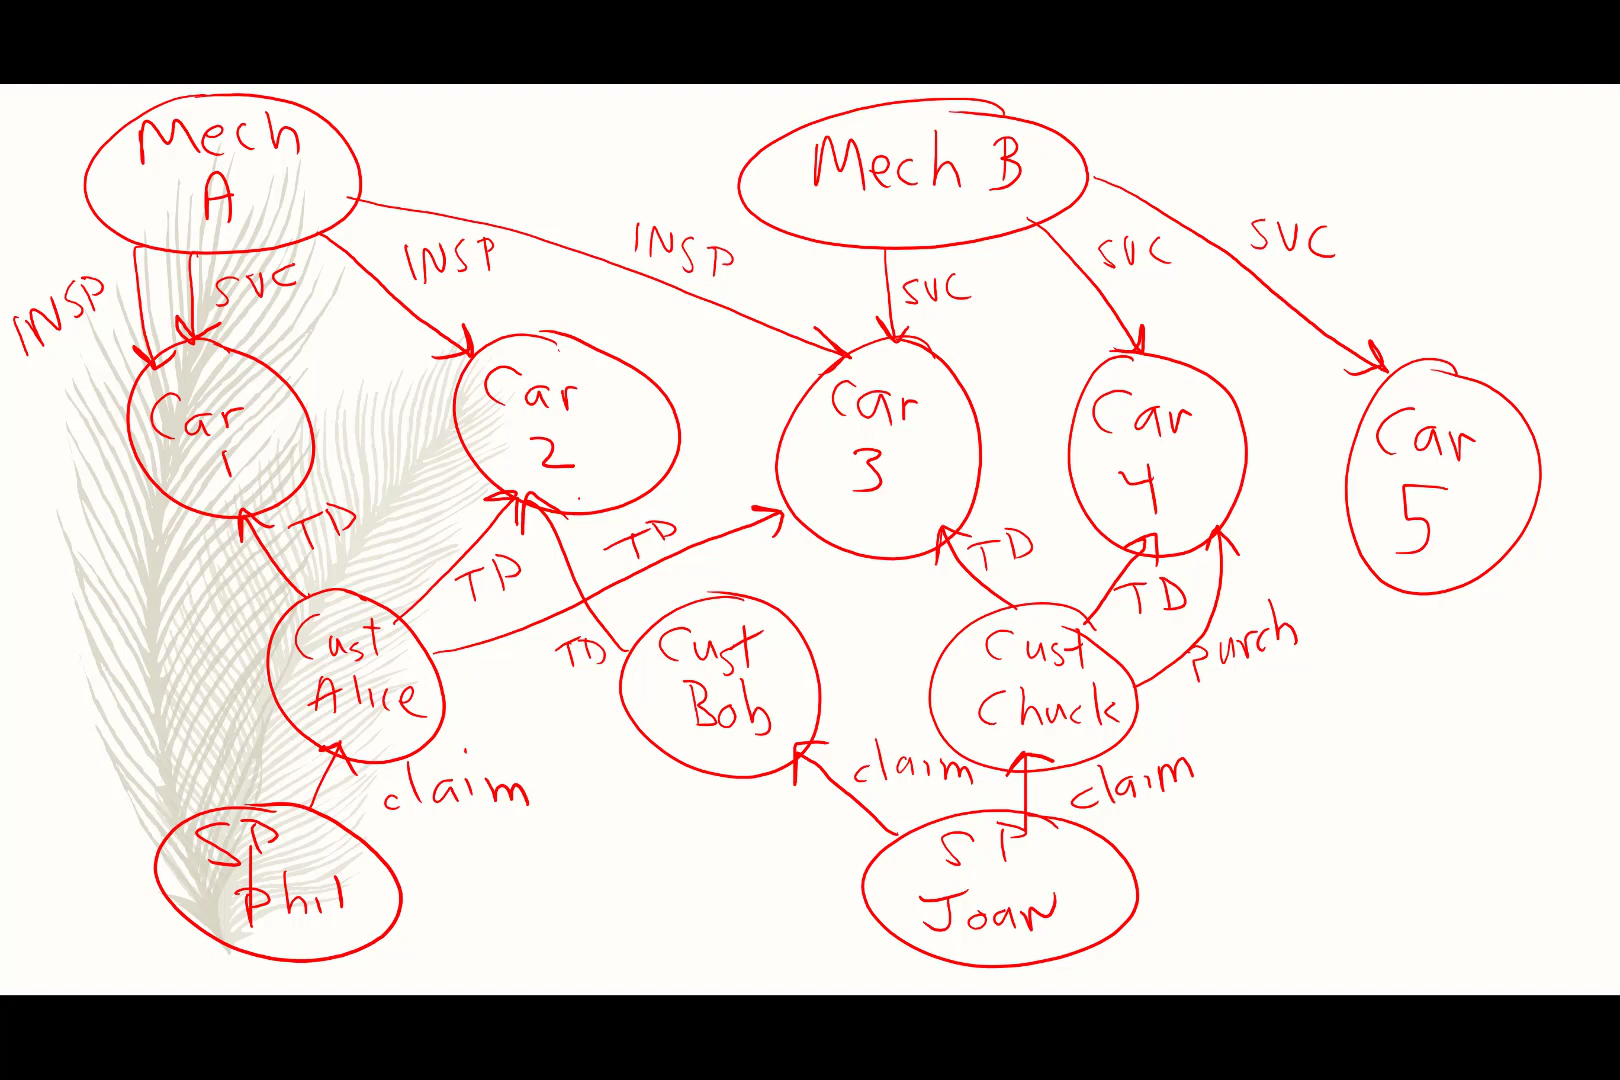 Mech
A
Mech B
INSP
SVC
INSP
INSP
SVC
SVC
SVC
Car
1
Car
2
Car
3
Car
4
Car
5
TD
TD
TD
TD
TD
TD
purch
Cust
Alice
Cust
Bob
Cust
Chuck
claim
claim
claim
SP
Phil
SP
Joan